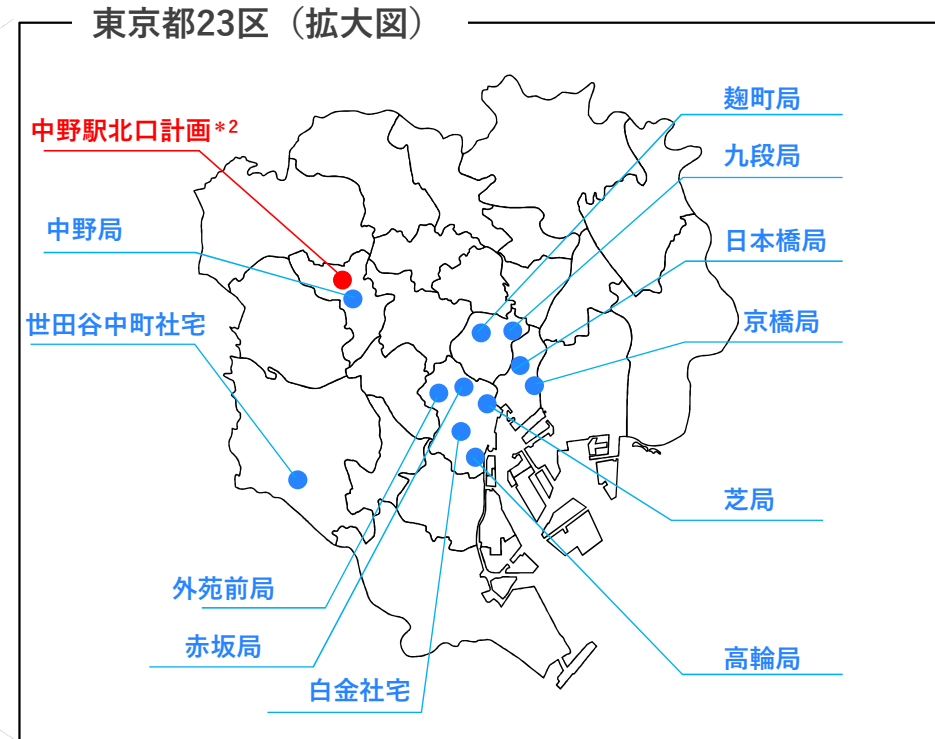 東京都23区（拡大図）
麹町局
中野駅北口計画*2
九段局
中野局
日本橋局
世田谷中町社宅
京橋局
芝局
外苑前局
赤坂局
高輪局
白金社宅